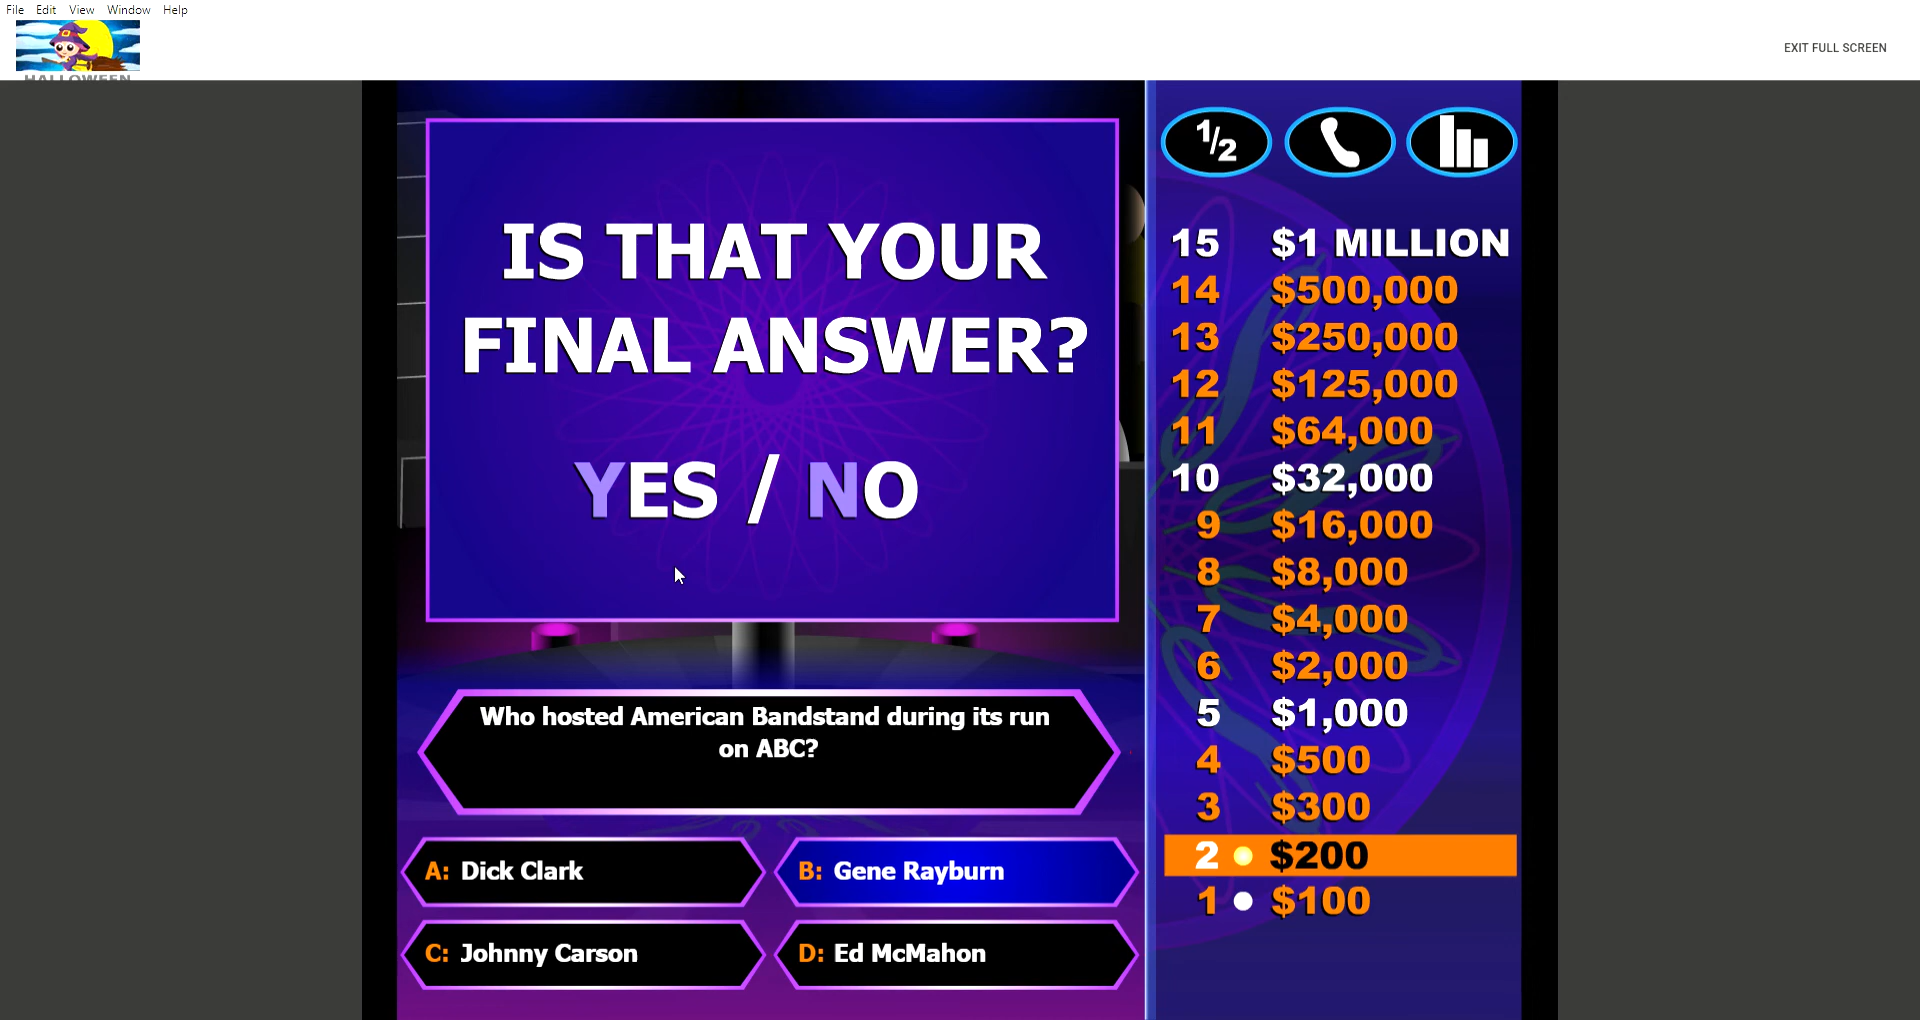 File Edit View Window Help
HALLOWEEN
EXIT FULL SCREEN
IS THAT YOUR
FINAL ANSWER?
YES / NO
1/2
15 $1 MILLION
14 $500,000
13 $250,000
12 $125,000
11 $64,000
10 $32,000
9 $16,000
8 $8,000
7 $4,000
6 $2,000
5 $1,000
4 $500
3 $300
2 $200
1 $100
Who hosted American Bandstand during its run
on ABC?
A: Dick Clark
B: Gene Rayburn
C: Johnny Carson
D: Ed McMahon